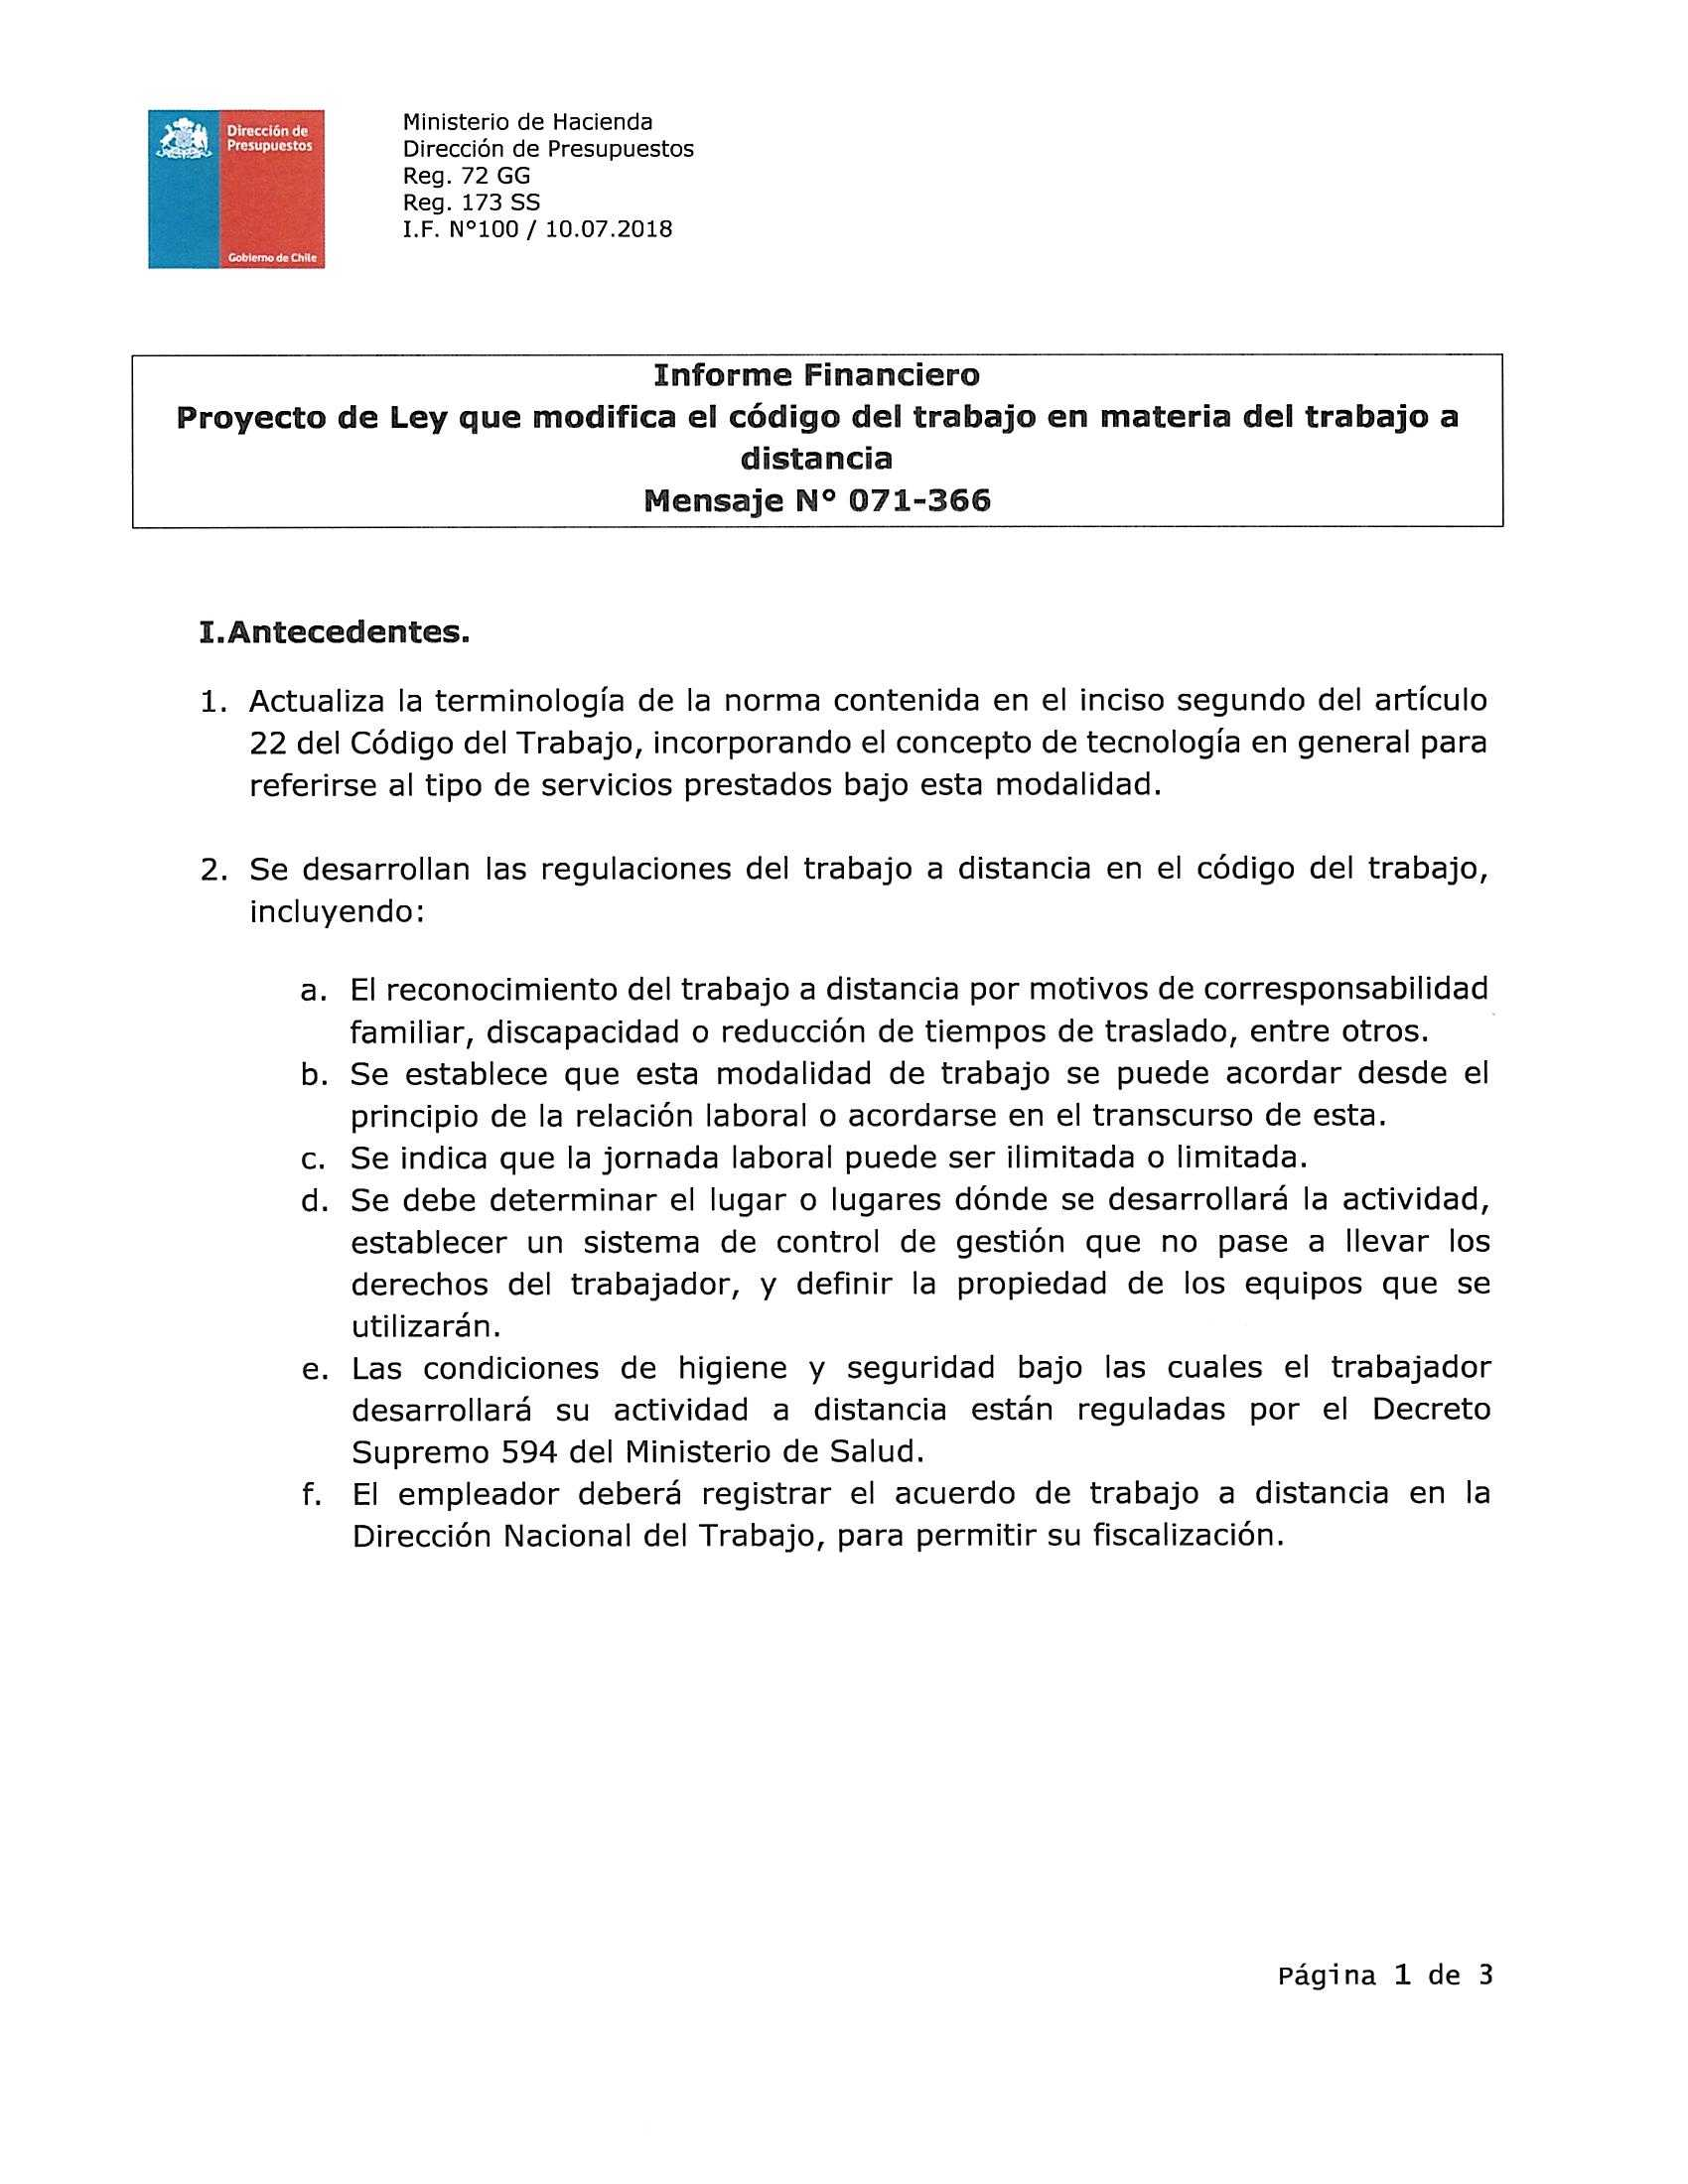 Dirección de
Presupuestos
Gobierno de Chile
Ministerio de Hacienda
Dirección de Presupuestos
Reg. 72 GG
Reg. 173 SS
I.F. N°100 / 10.07.2018
Informe Financiero
Proyecto de Ley que modifica el código del trabajo en materia del trabajo a
distancia
Mensaje N° 071-366
I.Antecedentes.
1. Actualiza la terminología de la norma contenida en el inciso segundo del artículo
22 del Código del Trabajo, incorporando el concepto de tecnología en general para
referirse al tipo de servicios prestados bajo esta modalidad.
2. Se desarrollan las regulaciones del trabajo a distancia en el código del trabajo,
incluyendo:
a. El reconocimiento del trabajo a distancia por motivos de corresponsabilidad
familiar, discapacidad o reducción de tiempos de traslado, entre otros.
b. Se establece que esta modalidad de trabajo se puede acordar desde el
principio de la relación laboral o acordarse en el transcurso de esta.
c. Se indica que la jornada laboral puede ser ilimitada o limitada.
d. Se debe determinar el lugar o lugares dónde se desarrollará la actividad,
establecer un sistema de control de gestión que no pase a llevar los
derechos del trabajador, y definir la propiedad de los equipos que se
utilizarán.
e. Las condiciones de higiene y seguridad bajo las cuales el trabajador
desarrollará su actividad a distancia están reguladas por el Decreto
Supremo 594 del Ministerio de Salud.
f. El empleador deberá registrar el acuerdo de trabajo a distancia en la
Dirección Nacional del Trabajo, para permitir su fiscalización.
Página 1 de 3